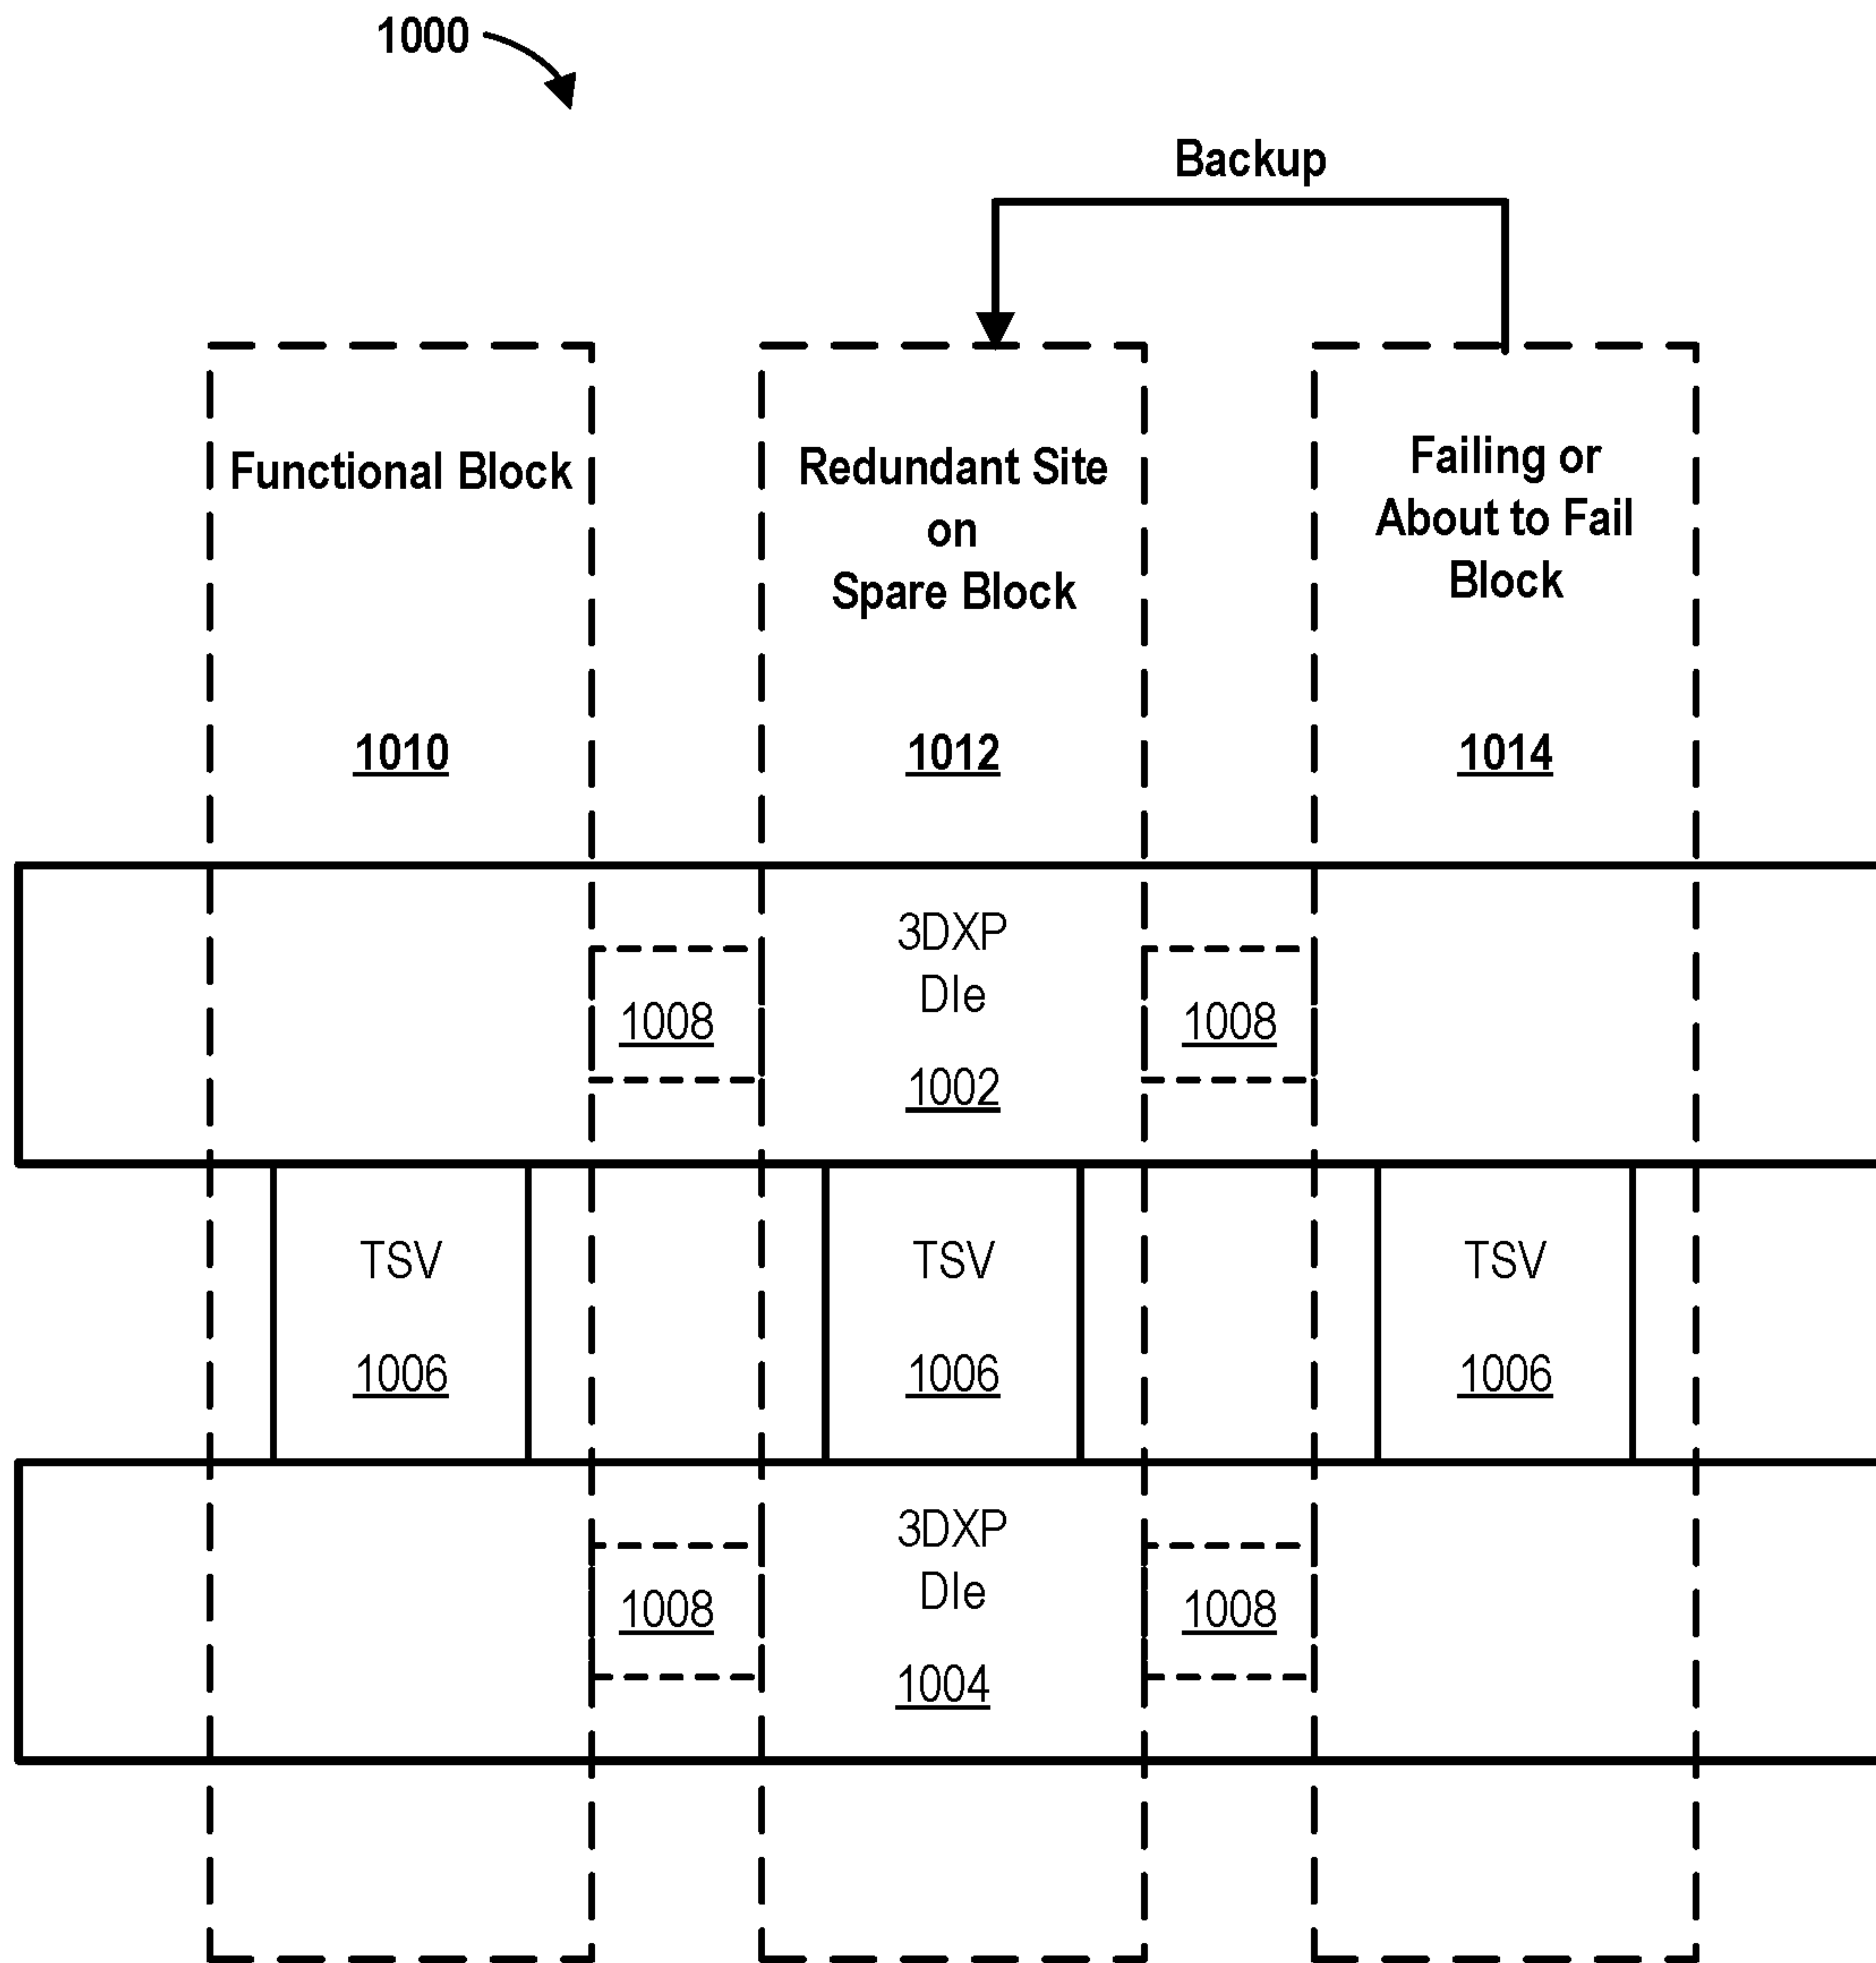 1000
Backup
Functional Block
1010
Redundant Site
on
Spare Block
1012
Failing or
About to Fail
Block
1014
1008
3DXP
DIe
1002
1008
TSV
1006
TSV
1006
TSV
1006
1008
3DXP
DIe
1004
1008